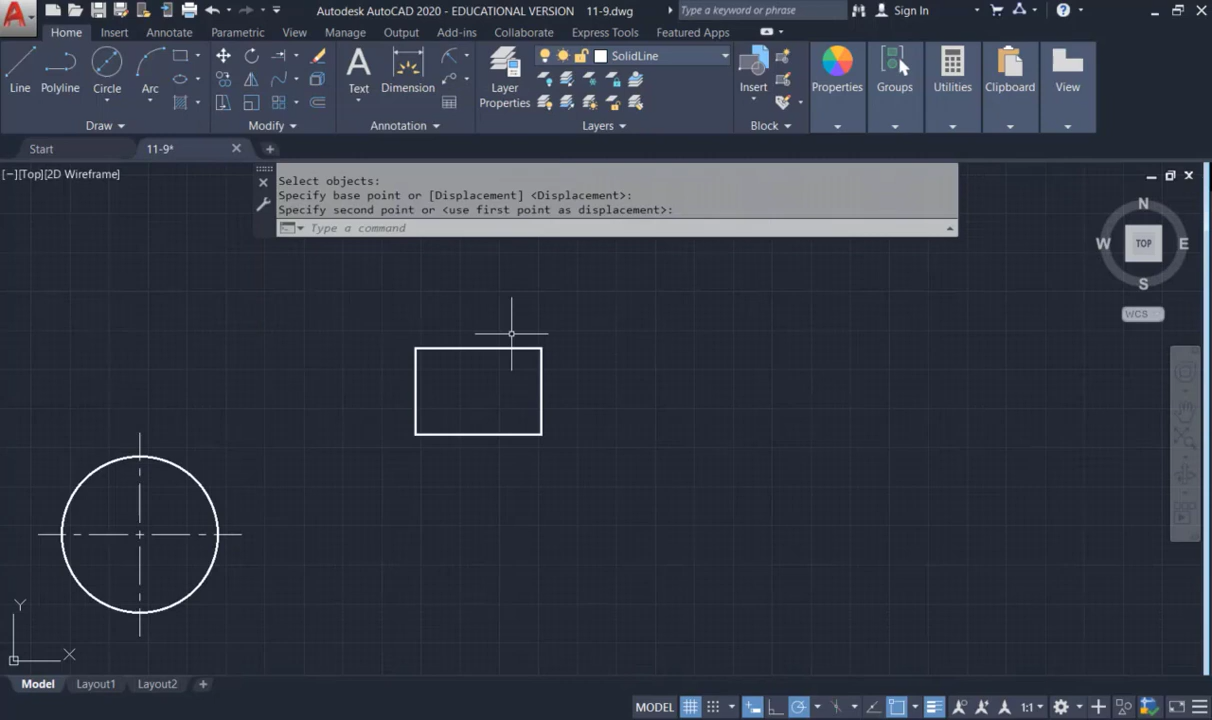 Autodesk AutoCAD 2020 - EDUCATIONAL VERSION 11-9.dwg
Type a keyword or phrase
Sign In
Home Insert Annotate Parametric View Manage Output Add-ins Collaborate Express Tools Featured Apps
SolidLine
Line Polyline Circle Arc
Text Dimension
Layer
Properties
Insert
Properties Groups Utilities Clipboard View
Draw Modify Annotation Layers Block
Start 11-9*
[−][Top][2D Wireframe]
Select objects:
Specify base point or [Displacement] <Displacement>:
Specify second point or <use first point as displacement>:
Type a command
N
W TOP E
S
WCS
Y
X
Model Layout1 Layout2
MODEL 1:1